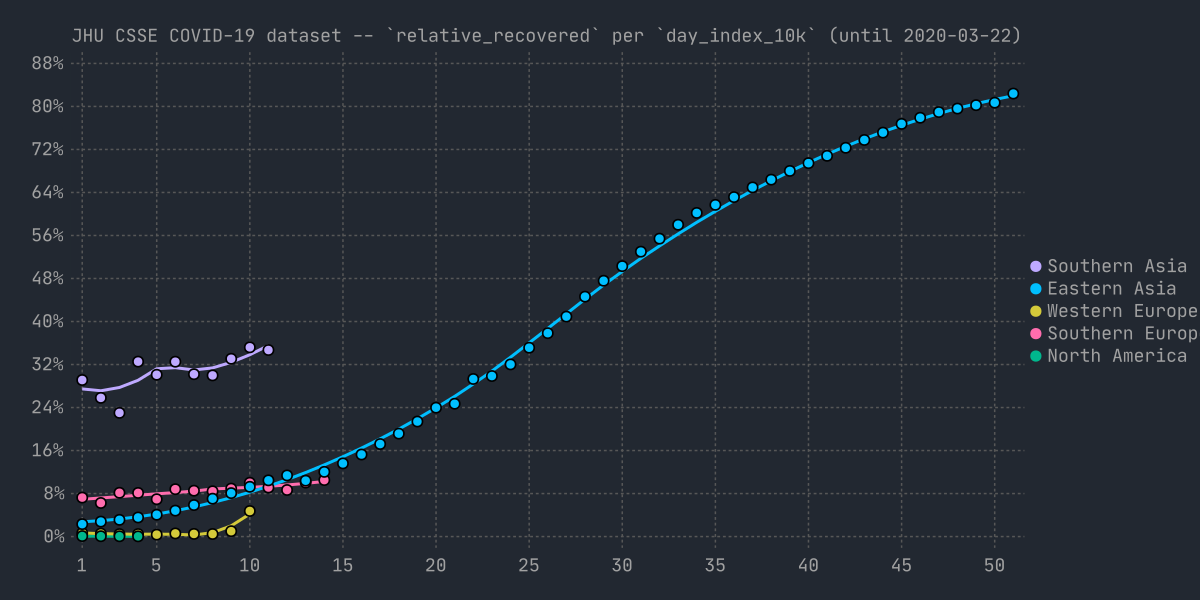 JHU CSSE COVID-19 dataset -- `relative_recovered` per `day_index_10k` (until 2020-03-22)
88%
80%
72%
64%
56%
48%
40%
32%
24%
16%
8%
0%
1 5 10 15 20 25 30 35 40 45 50
Southern Asia
Eastern Asia
Western Europe
Southern Europ
North America